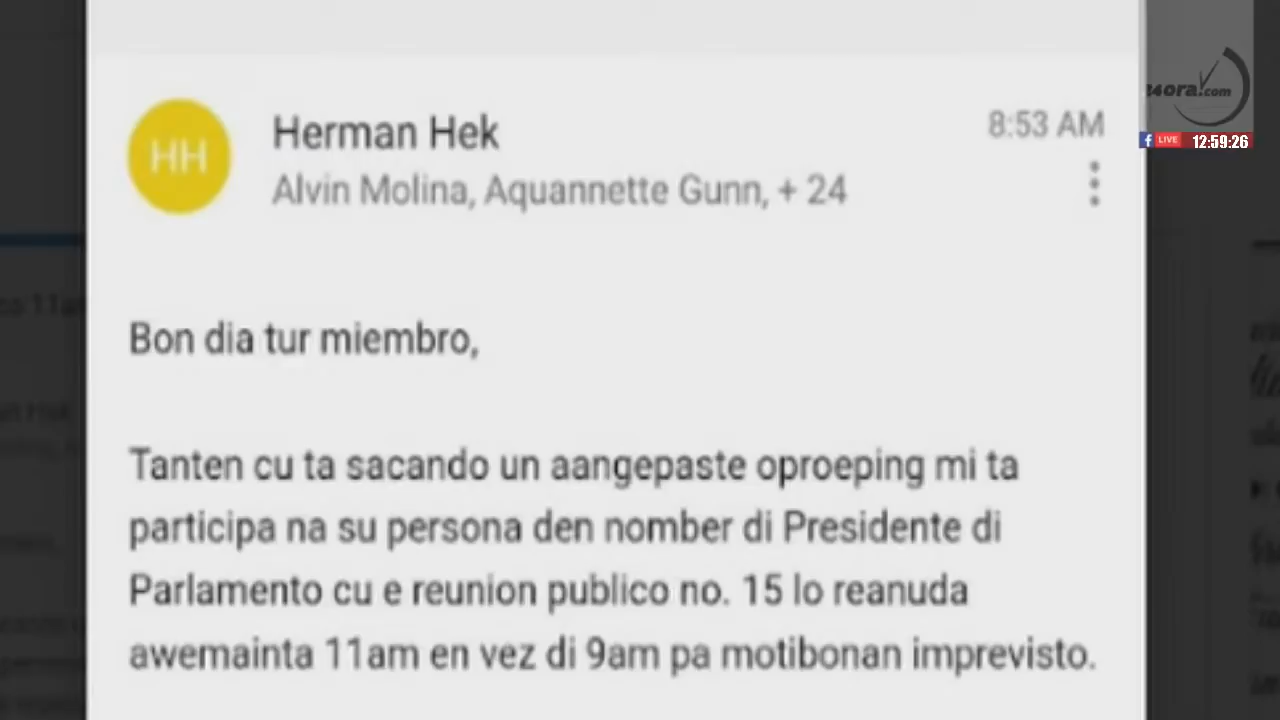 HH
Herman Hek
8:53 AM
Alvin Molina, Aquannette Gunn, + 24
Bon dia tur miembro,
Tanten cu ta sacando un aangepaste oproeping mi ta
participa na su persona den nomber di Presidente di
Parlamento cu e reunion publico no. 15 lo reanuda
awemainta 11am en vez di 9am pa motibonan imprevisto.
24ora.com
f LIVE 12:59:26